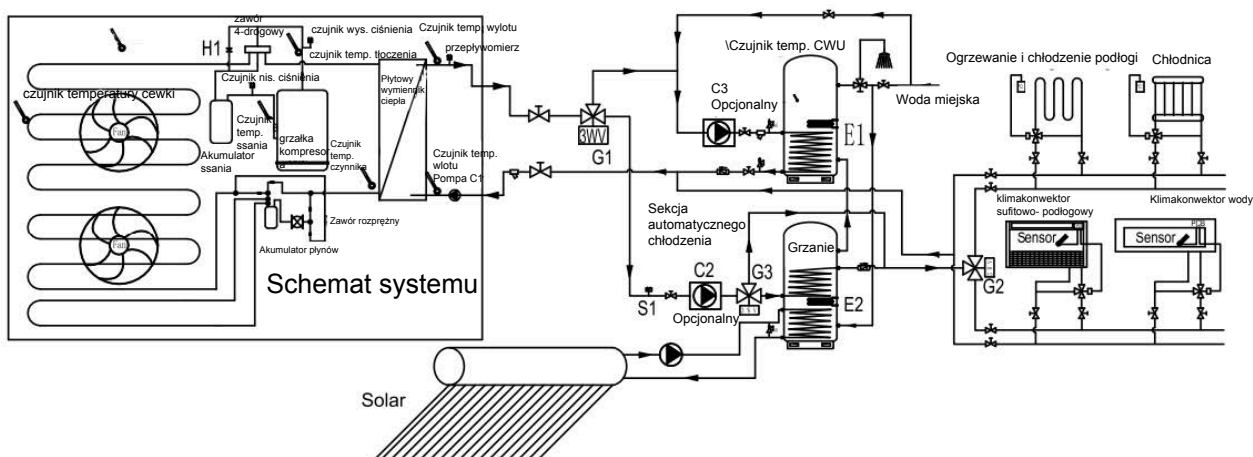 zawór
4-drogowy
H1
czujnik wys. ciśnienia
czujnik temp. tłoczenia
Czujnik nis. ciśnienia
czujnik temperatury cewki
Fan
Fan
Akumulator
ssania
Czujnik
temp.
ssania
grzałka
kompresor
Czujnik
temp.
czynnika
Płytowy
wymiennik
ciepła
Czujnik temp. wylotu
przepływomierz
Czujnik temp.
wlotu
Pompa C1
Zawór rozprężny
Akumulator płynów
Schemat systemu
3WV
G1
\Czujnik temp. CWU
C3
Opcjonalny
E1
Woda miejska
Sekcja
automatycznego
chłodzenia
Grzanie
C2
Opcjonalny
G3
S1
E2
Solar
Ogrzewanie i chłodzenie podłogi
Chłodnica
klimakonwektor
sufitowo- podłogowy
Klimakonwektor wody
Sensor
PCB
Sensor
G2